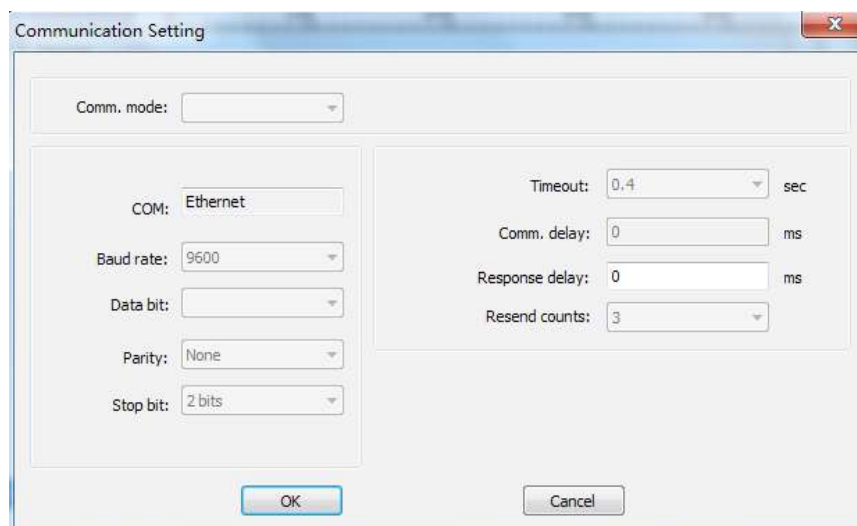 Communication Setting
x
Comm. mode:
COM: Ethernet
Baud rate: 9600
Data bit:
Parity: None
Stop bit: 2 bits
Timeout: 0.4 sec
Comm. delay: 0 ms
Response delay: 0 ms
Resend counts: 3
OK
Cancel